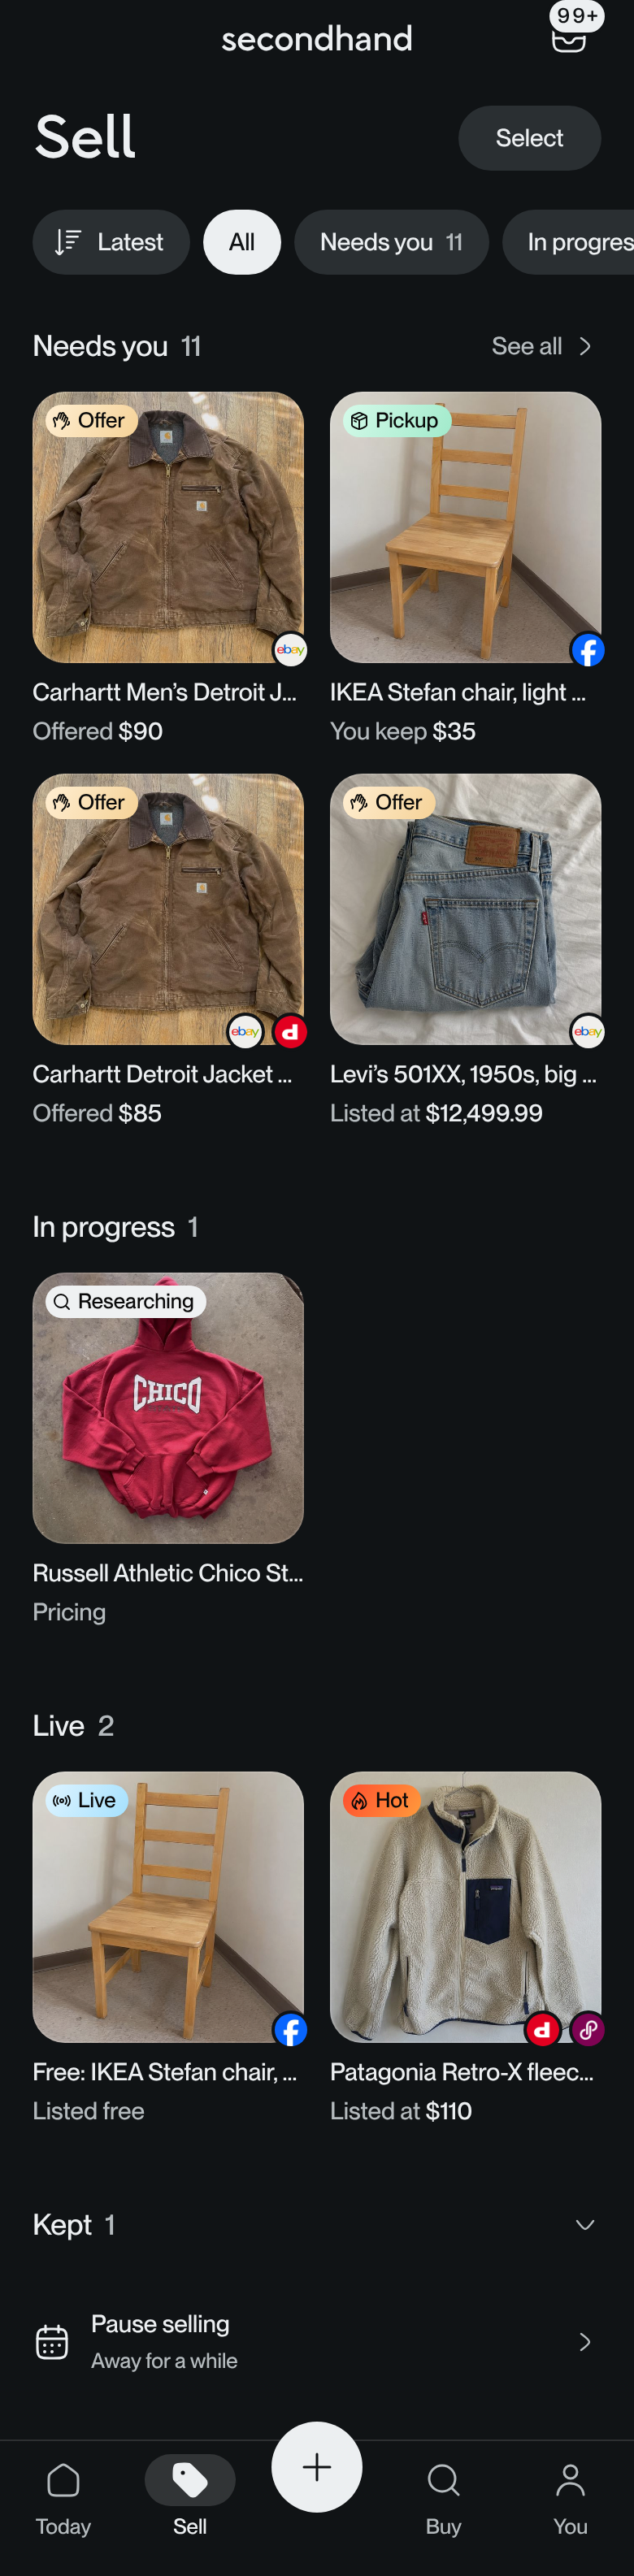 99+
secondhand
Sell
Select
Latest
All
Needs you 11
In progres
Needs you 11
See all
Offer
Pickup
ebay
Carhartt Men's Detroit J...
IKEA Stefan chair, light ...
Offered $90
You keep $35
Offer
Offer
ebay
ebay
Carhartt Detroit Jacket ...
Levi's 501XX, 1950s, big ...
Offered $85
Listed at $12,499.99
In progress 1
Researching
CHICO
Russell Athletic Chico St...
Pricing
Live 2
Live
Hot
Free: IKEA Stefan chair, ...
Patagonia Retro-X fleec...
Listed free
Listed at $110
Kept 1
Pause selling
Away for a while
Today
Sell
Buy
You